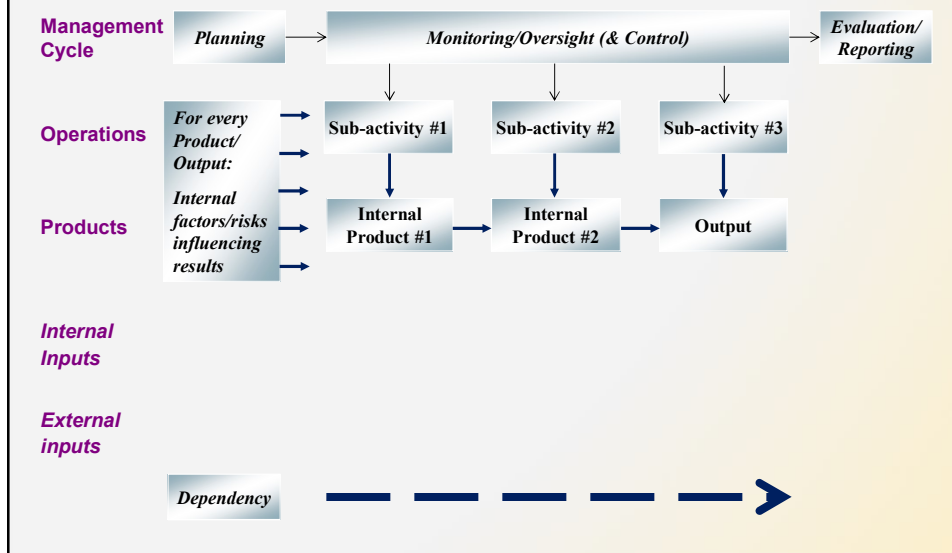 Management
Cycle
Planning
Monitoring/Oversight (& Control)
Evaluation/
Reporting
Operations
For every
Product/
Output:
Internal
factors/risks
influencing
results
Sub-activity #1
Sub-activity #2
Sub-activity #3
Products
Internal
Product #1
Internal
Product #2
Output
Internal
Inputs
External
inputs
Dependency